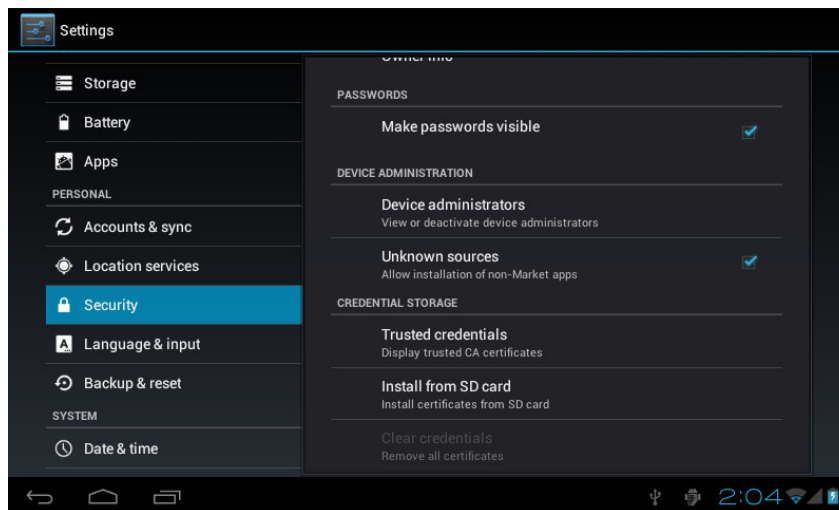 Settings
Storage
Battery
Apps
PERSONAL
Accounts & sync
Location services
Security
Language & input
Backup & reset
SYSTEM
Date & time
Owner info
PASSWORDS
Make passwords visible
DEVICE ADMINISTRATION
Device administrators
View or deactivate device administrators
Unknown sources
Allow installation of non-Market apps
CREDENTIAL STORAGE
Trusted credentials
Display trusted CA certificates
Install from SD card
Install certificates from SD card
Clear credentials
Remove all certificates
2:04